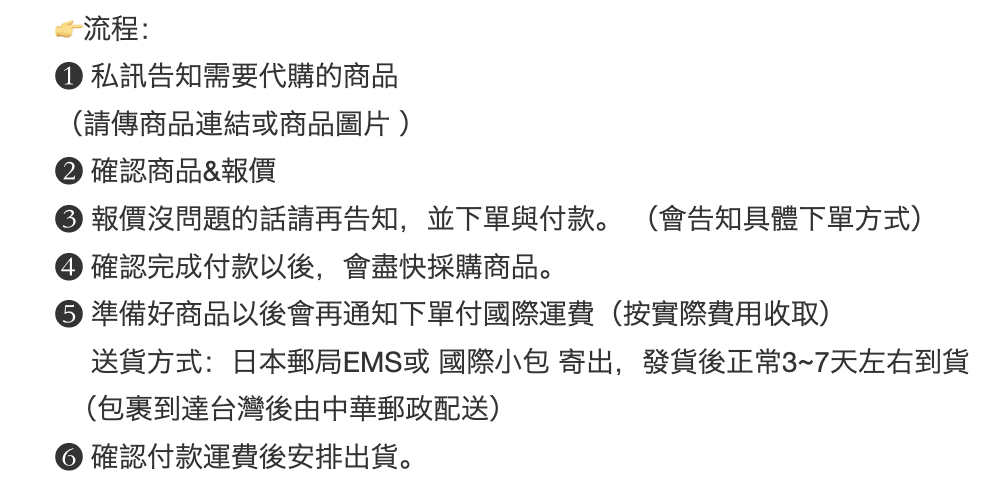 👉流程：
❶ 私訊告知需要代購的商品
（請傳商品連結或商品圖片 ）
❷ 確認商品&報價
❸ 報價沒問題的話請再告知，並下單與付款。 （會告知具體下單方式）
❹ 確認完成付款以後，會盡快採購商品。
❺ 準備好商品以後會再通知下單付國際運費（按實際費用收取）
送貨方式：日本郵局EMS或 國際小包 寄出，發貨後正常3~7天左右到貨
（包裹到達台灣後由中華郵政配送）
❻ 確認付款運費後安排出貨。